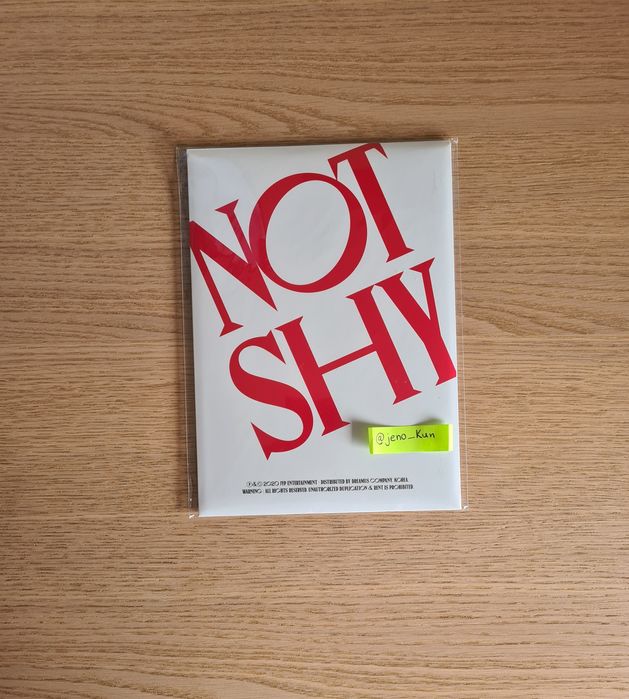 NOT
SHY
@jeno_Kun
Ⓟ & © 2020 JYP ENTERTAINMENT · DISTRIBUTED BY DREAMUS COMPANY. KOREA.
WARNING · ALL RIGHTS RESERVED. UNAUTHORIZED DUPLICATION & RENT IS PROHIBITED.